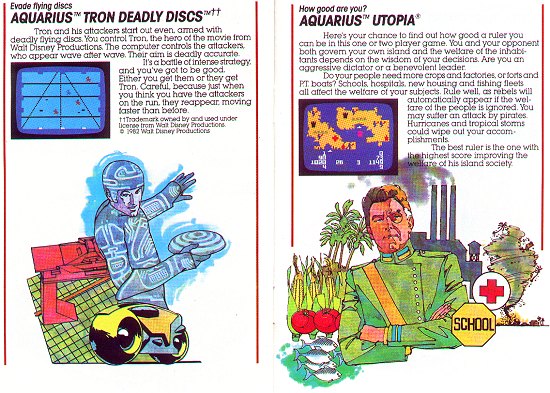 Evade flying discs
AQUARIUS™ TRON DEADLY DISCS™††
Tron and his attackers start out even, armed with
deadly flying discs. You control Tron, the hero of the movie from
Walt Disney Productions. The computer controls the attackers,
who appear wave after wave. Their aim is deadly accurate.
It's a battle of intense strategy,
and you've got to be good.
Either you get them or they get
Tron. Careful, because just when
you think you have the attackers
on the run, they reappear, moving
faster than before.
††Trademark owned by and used under
license from Walt Disney Productions.
© 1982 Walt Disney Productions
How good are you?
AQUARIUS™ UTOPIA®
Here's your chance to find out how good a ruler you
can be in this one or two player game. You and your opponent
both govern your own island and the welfare of the inhabi-
tants depends on the wisdom of your decisions. Are you an
aggressive dictator or a benevolent leader.
Do your people need more crops and factories, or forts and
P.T. boats? Schools, hospitals, new housing and fishing fleets
all affect the welfare of your subjects. Rule well, as rebels will
automatically appear if the wel-
fare of the people is ignored. You
may suffer an attack by pirates.
Hurricanes and tropical storms
could wipe out your accom-
plishments.
The best ruler is the one with
the highest score improving the
welfare of his island society.
SCHOOL